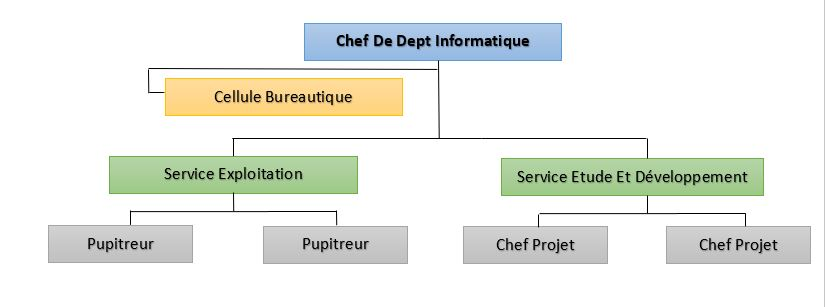 Chef De Dept Informatique
Cellule Bureautique
Service Exploitation
Service Etude Et Développement
Pupitreur
Pupitreur
Chef Projet
Chef Projet